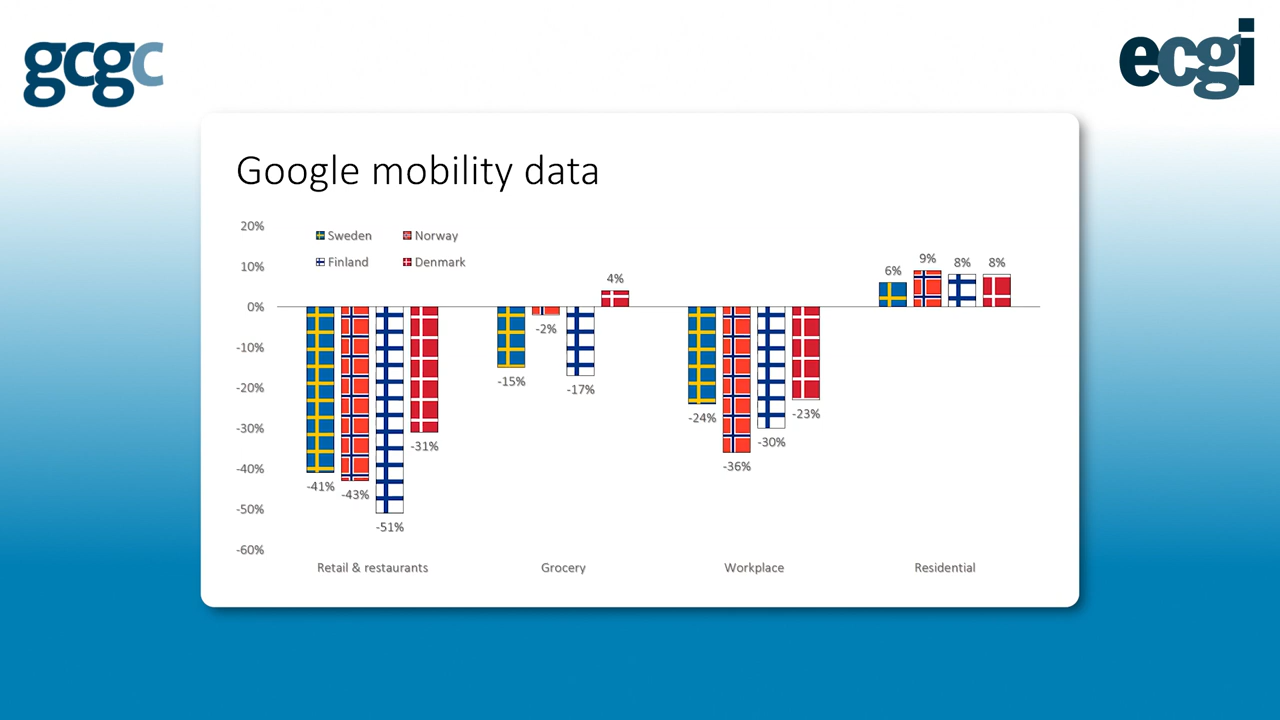 gcgc
ecgi
Google mobility data
20%
10%
0%
-10%
-20%
-30%
-40%
-50%
-60%
Sweden
Norway
Finland
Denmark
-41%
-43%
-51%
-31%
-15%
-2%
-17%
4%
-24%
-36%
-30%
-23%
6%
9%
8%
8%
Retail & restaurants
Grocery
Workplace
Residential